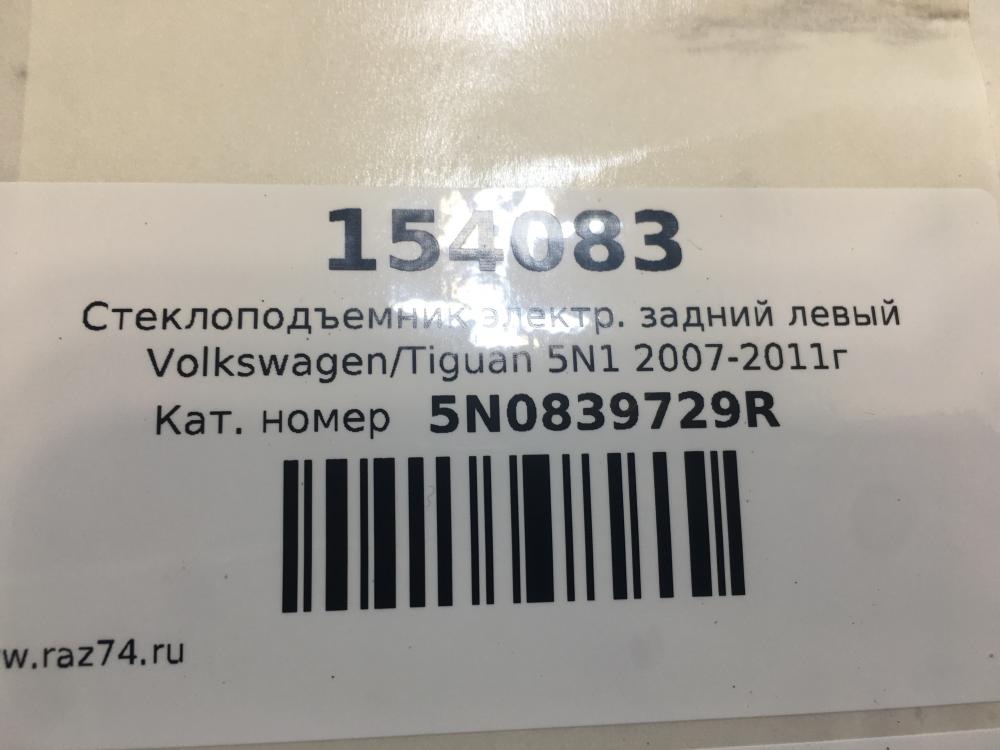 154083
Стеклоподъемник электр. задний левый
Volkswagen/Tiguan 5N1 2007-2011г
Кат. номер 5N0839729R
w.raz74.ru